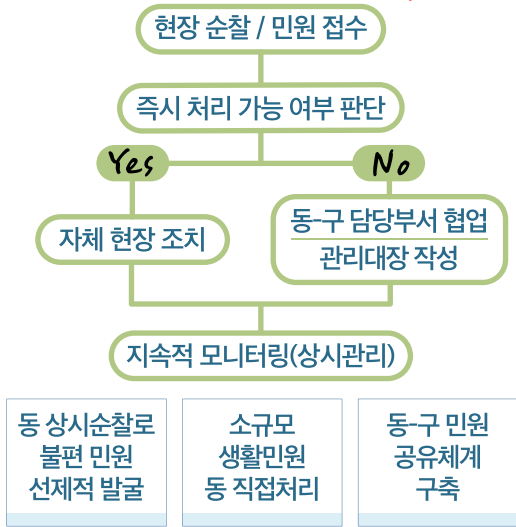 현장 순찰 / 민원 접수
즉시 처리 가능 여부 판단
Yes
No
자체 현장 조치
동-구 담당부서 협업
관리대장 작성
지속적 모니터링(상시관리)
동 상시순찰로
불편 민원
선제적 발굴
소규모
생활민원
동 직접처리
동-구 민원
공유체계
구축